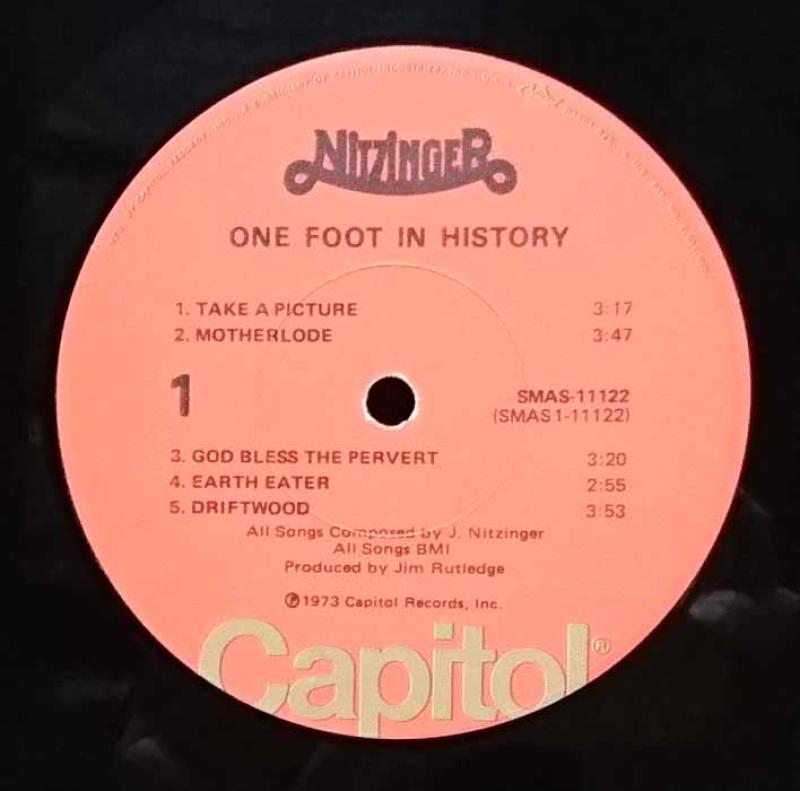 NITZINGER
ONE FOOT IN HISTORY
1. TAKE A PICTURE 3:17
2. MOTHERLODE 3:47
1
SMAS-11122
(SMAS 1-11122)
3. GOD BLESS THE PERVERT 3:20
4. EARTH EATER 2:55
5. DRIFTWOOD 3:53
All Songs Composed by J. Nitzinger
All Songs BMI
Produced by Jim Rutledge
℗ 1973 Capitol Records, Inc.
Capitol®